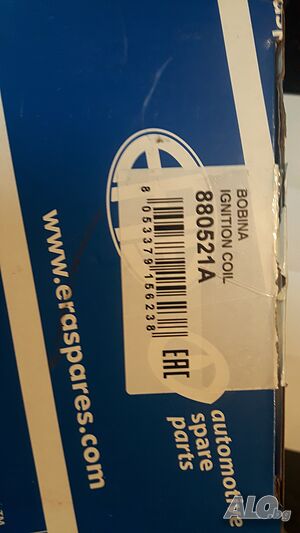 BOBINA
IGNITION COIL
880521A
8 053379 156238
EAC
www.eraspares.com
automotive
spare
parts
ALO.bg